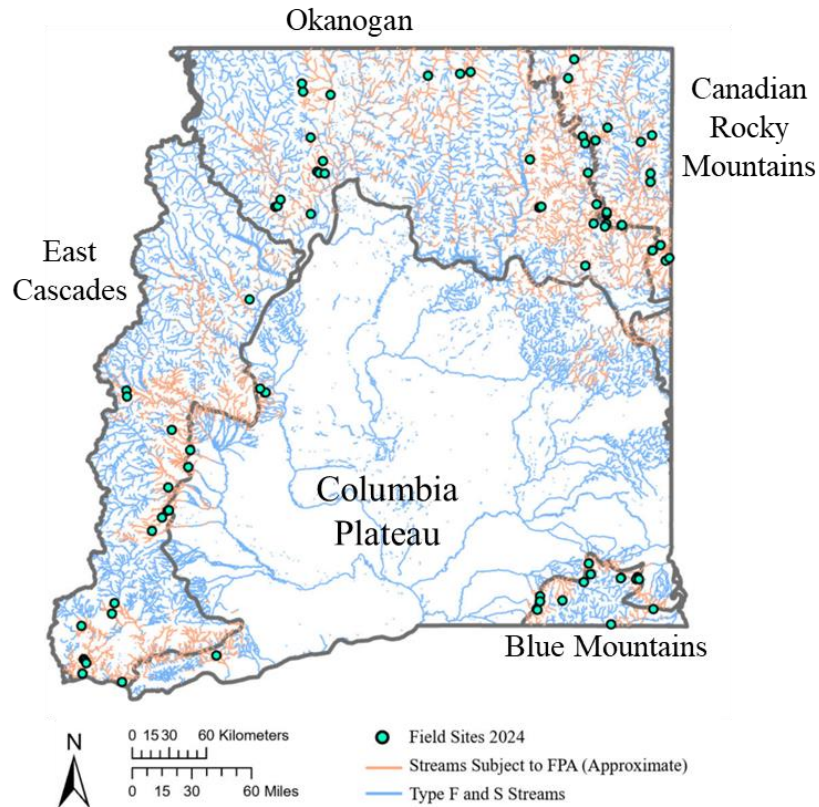 Okanogan
Canadian
Rocky
Mountains
East
Cascades
Columbia
Plateau
Blue Mountains
N
0 15 30 60 Kilometers
0 15 30 60 Miles
Field Sites 2024
Streams Subject to FPA (Approximate)
Type F and S Streams